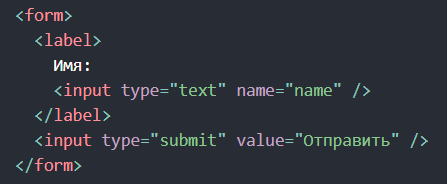 <form>
<label>
Имя:
<input type="text" name="name" />
</label>
<input type="submit" value="Отправить" />
</form>